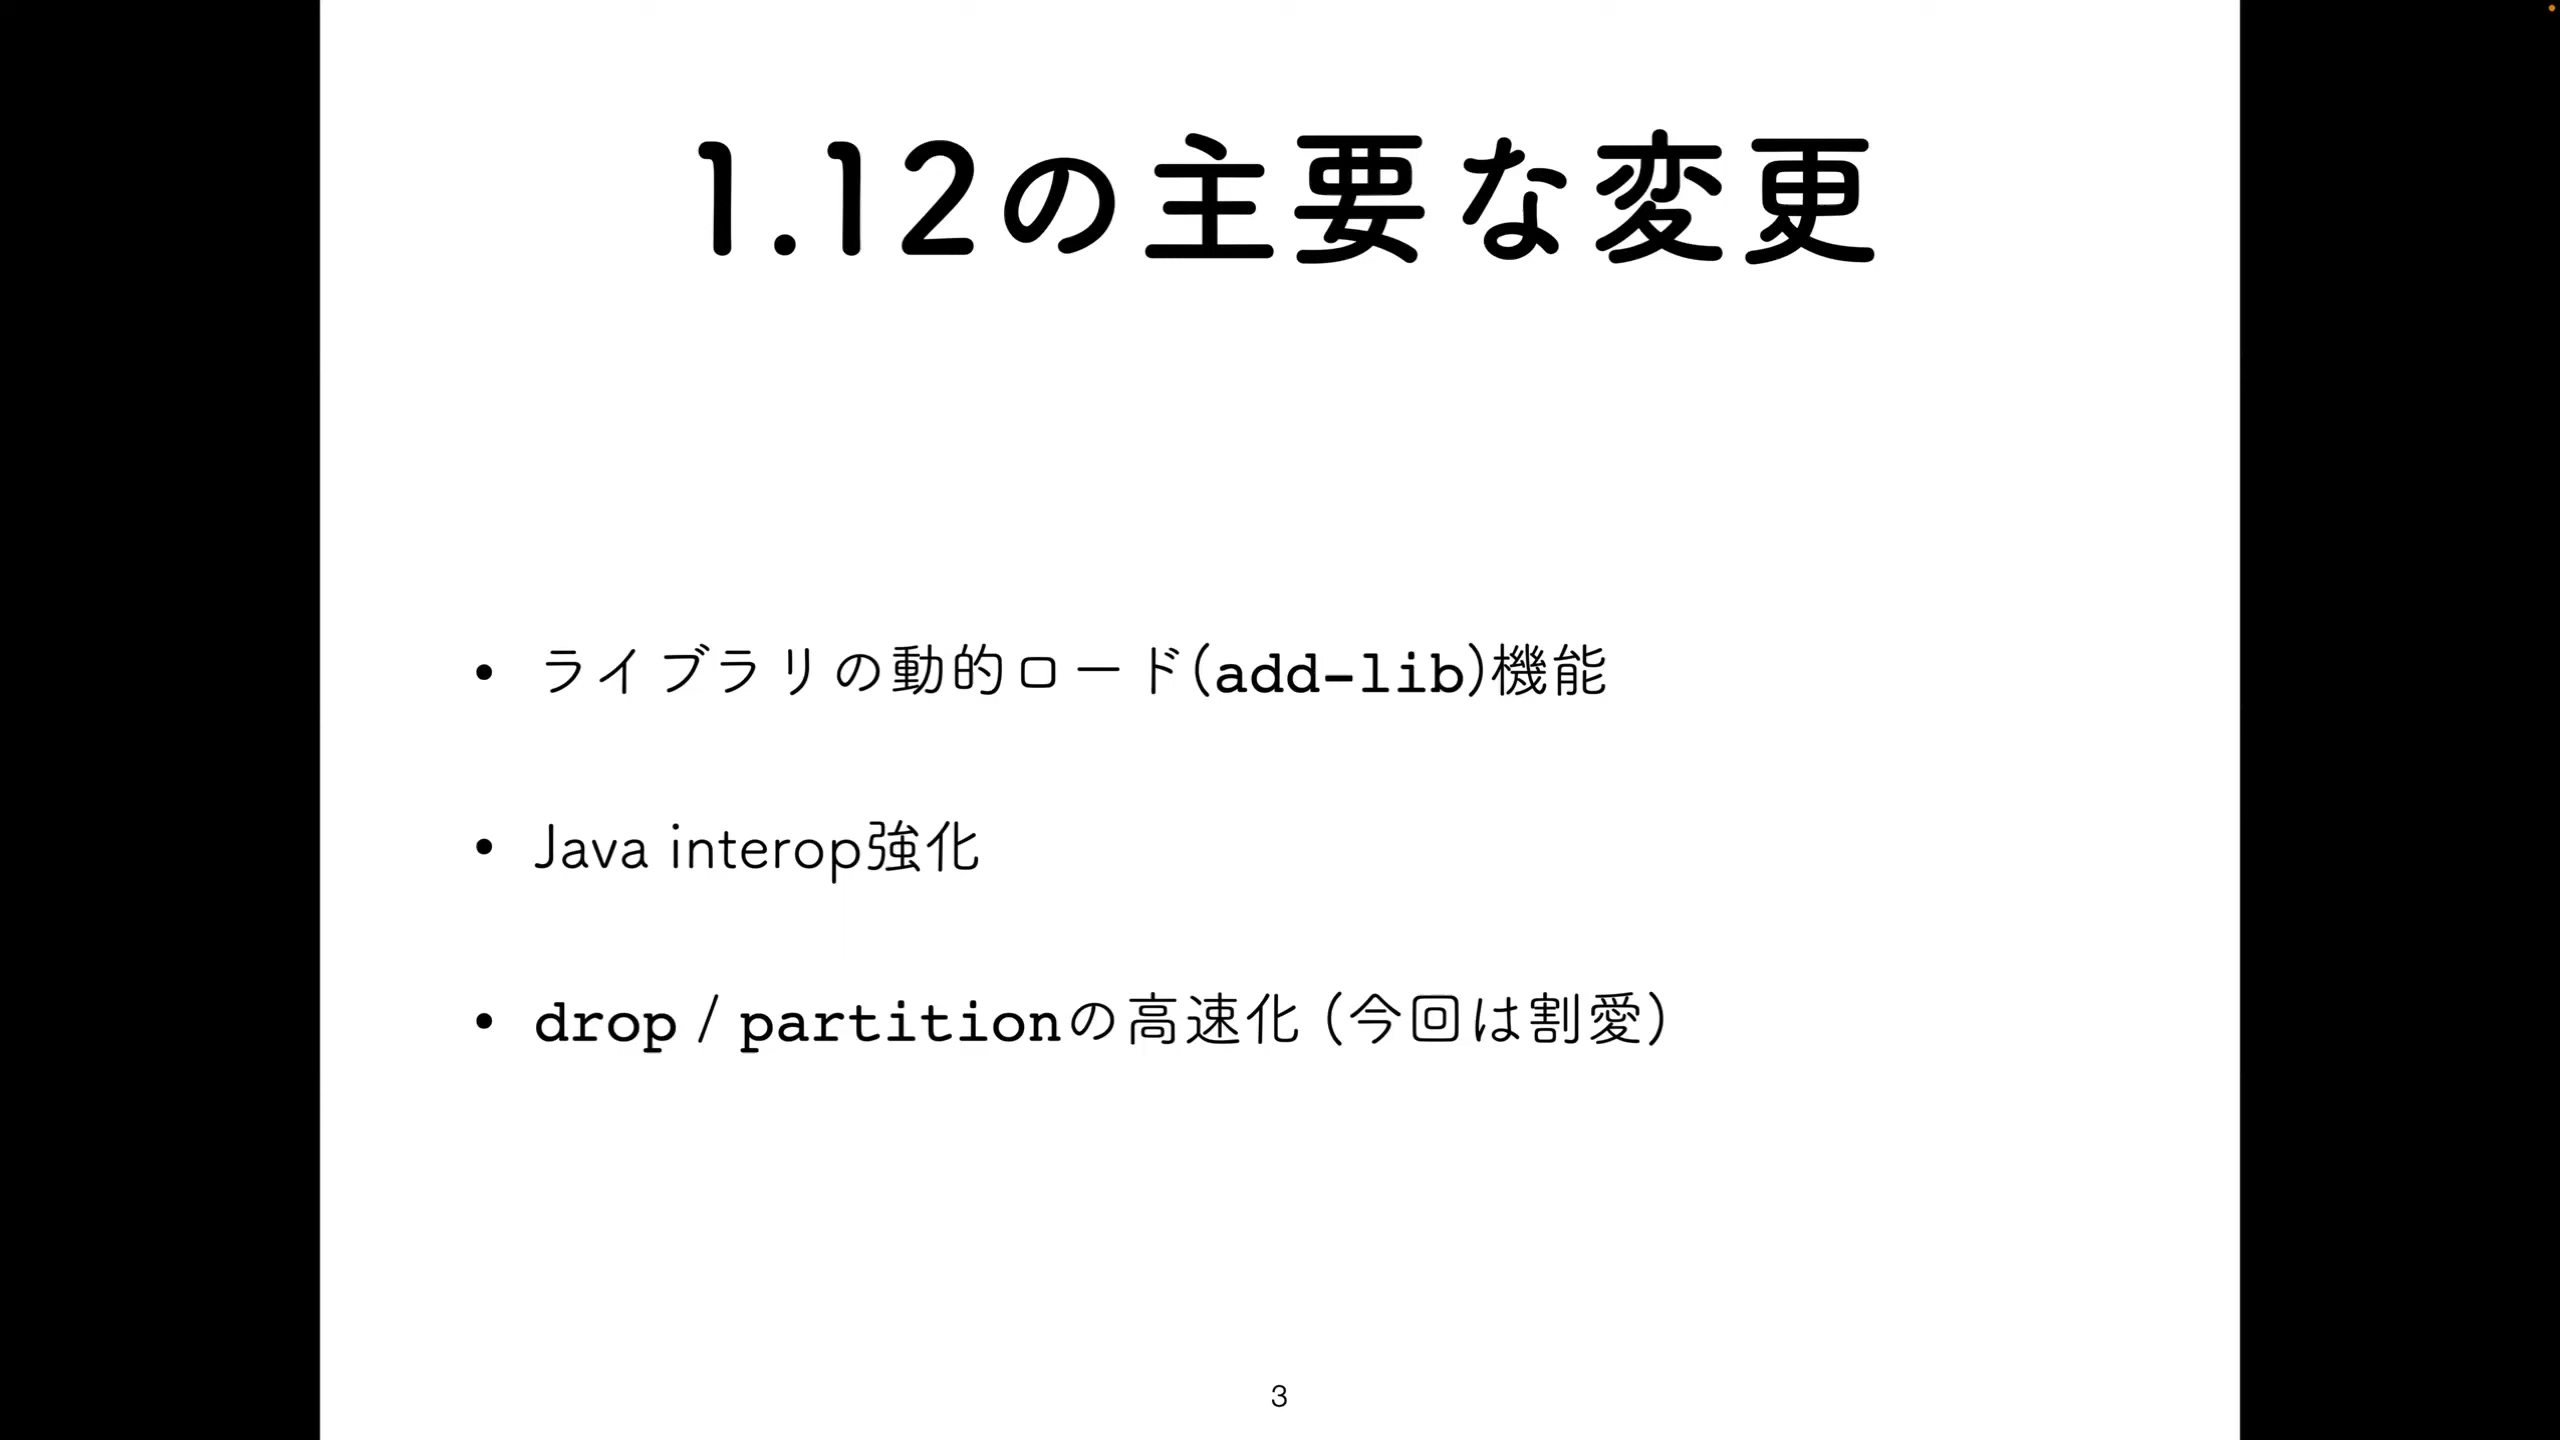 1.12の主要な変更
• ライブラリの動的ロード(add-lib)機能
• Java interop強化
• drop / partitionの高速化 (今回は割愛)
3